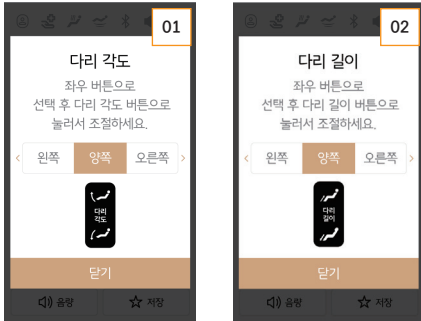 01
다리 각도
좌우 버튼으로
선택 후 다리 각도 버튼으로
눌러서 조절하세요.
왼쪽 양쪽 오른쪽
다리
각도
닫기
음량 저장
02
다리 길이
좌우 버튼으로
선택 후 다리 길이 버튼으로
눌러서 조절하세요.
왼쪽 양쪽 오른쪽
다리
길이
닫기
음량 저장